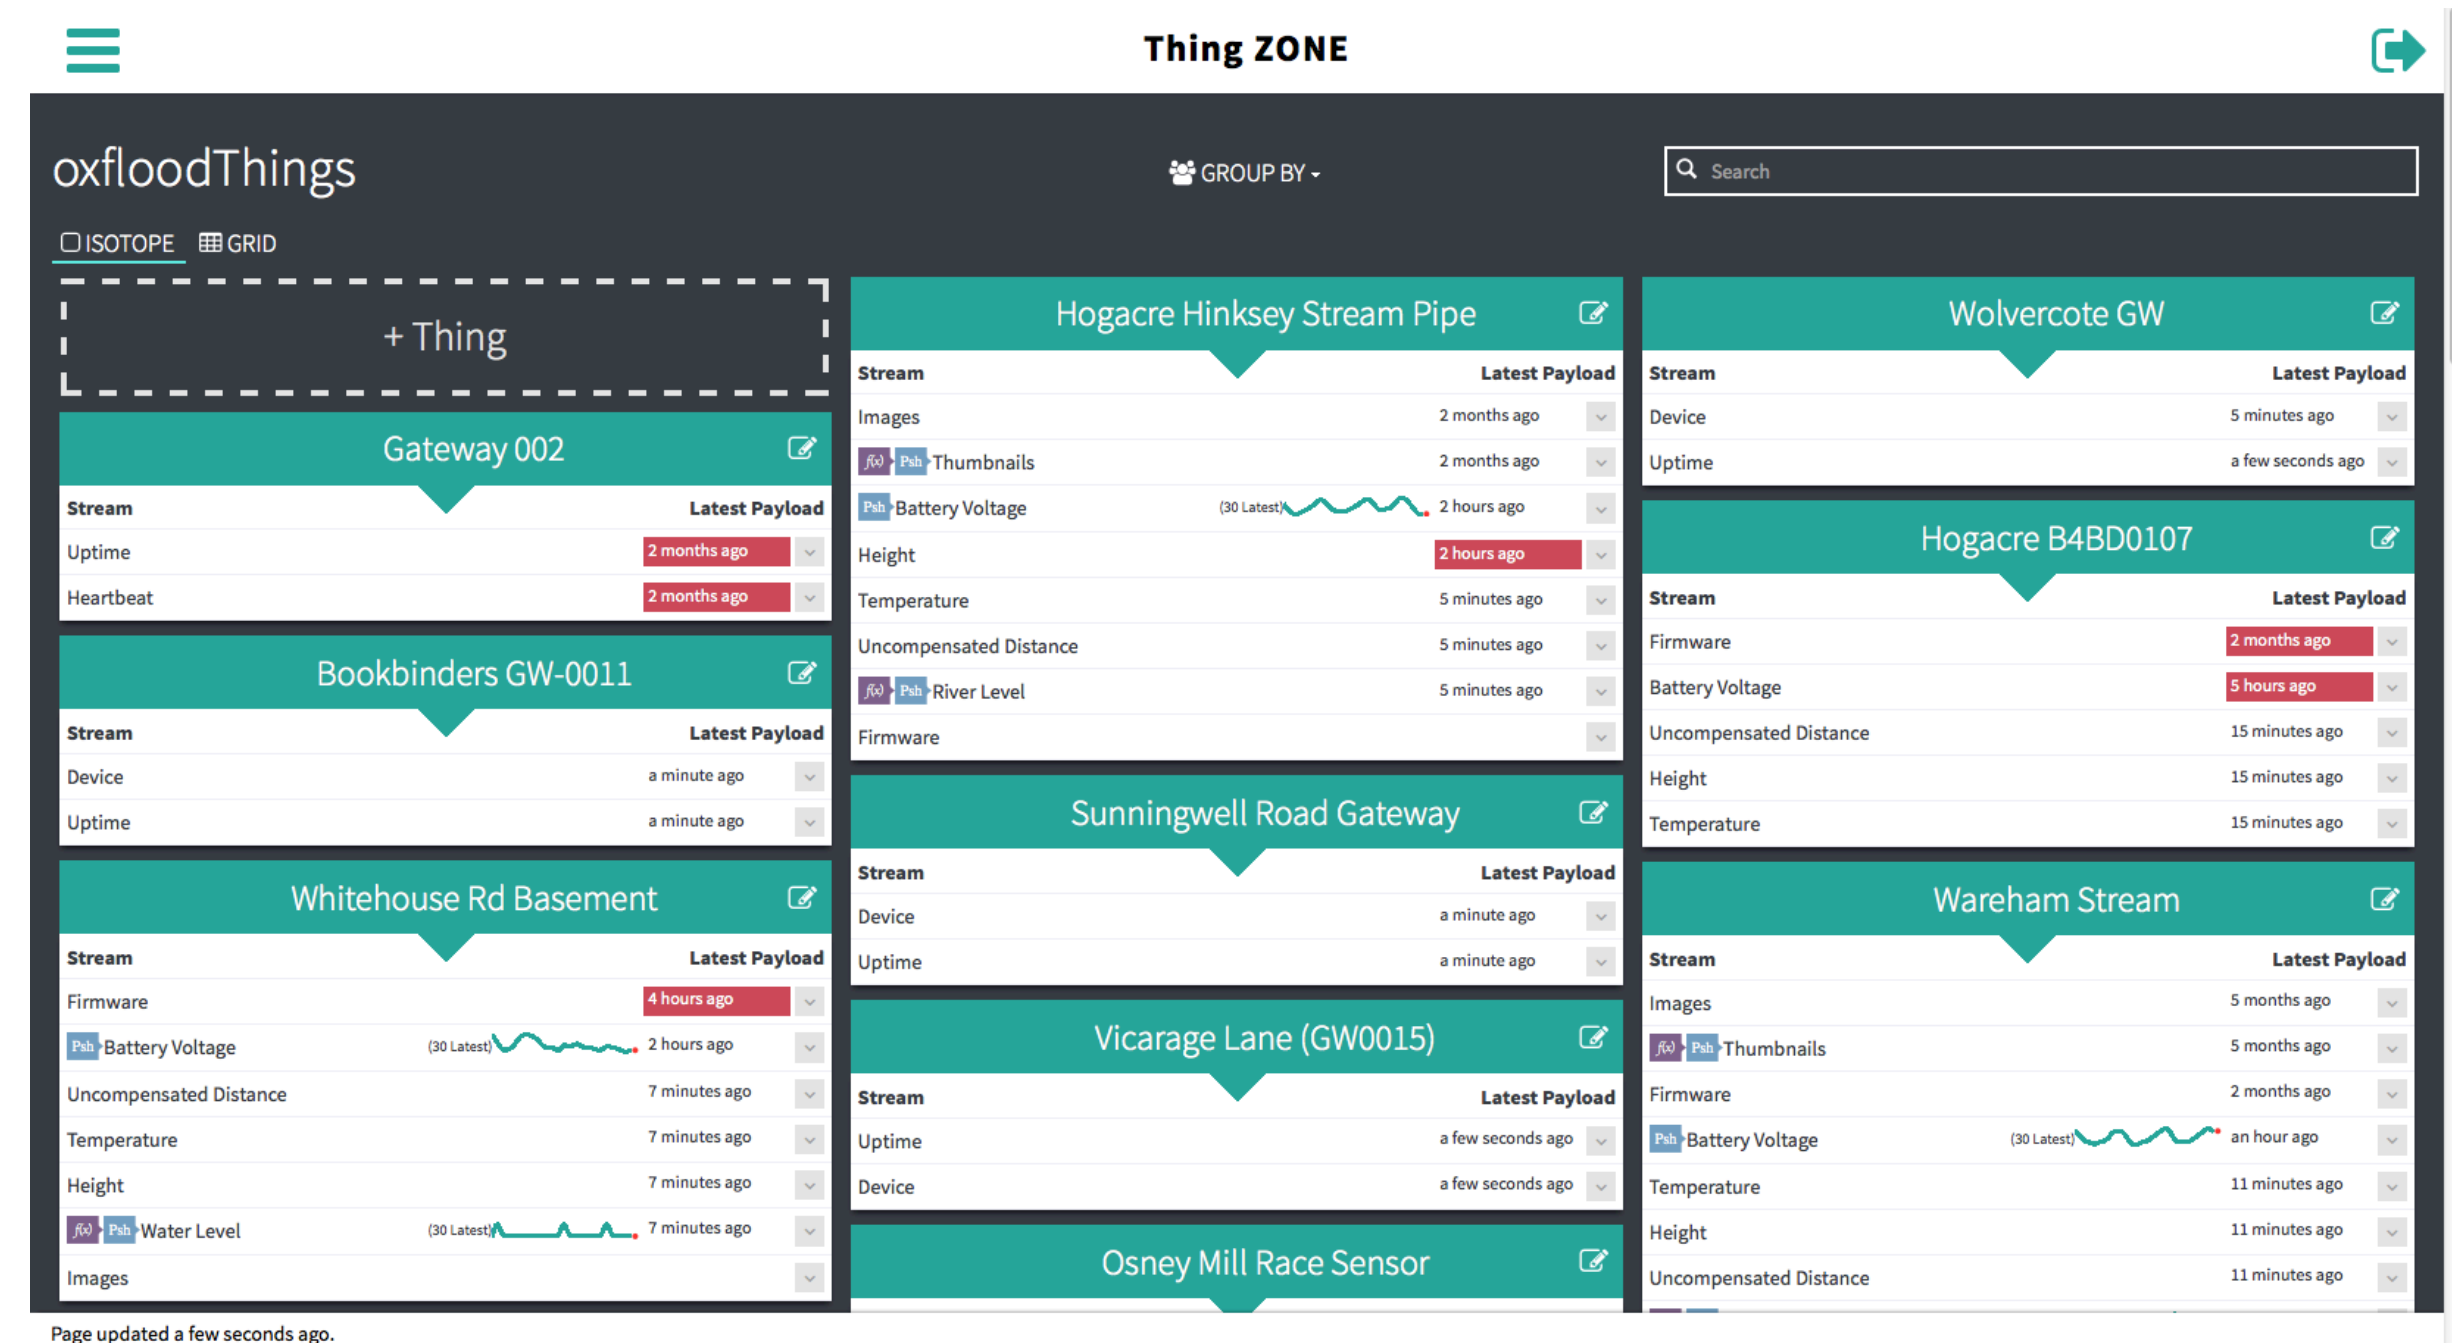 Thing ZONE
oxfloodThings
GROUP BY
Search
ISOTOPE GRID
+ Thing
Gateway 002
Stream Latest Payload
Uptime 2 months ago
Heartbeat 2 months ago
Bookbinders GW-0011
Stream Latest Payload
Device a minute ago
Uptime a minute ago
Whitehouse Rd Basement
Stream Latest Payload
Firmware 4 hours ago
Psh Battery Voltage (30 Latest) 2 hours ago
Uncompensated Distance 7 minutes ago
Temperature 7 minutes ago
Height 7 minutes ago
f(x) Psh Water Level (30 Latest) 7 minutes ago
Images
Hogacre Hinksey Stream Pipe
Stream Latest Payload
Images 2 months ago
f(x) Psh Thumbnails 2 months ago
Psh Battery Voltage (30 Latest) 2 hours ago
Height 2 hours ago
Temperature 5 minutes ago
Uncompensated Distance 5 minutes ago
f(x) Psh River Level 5 minutes ago
Firmware
Sunningwell Road Gateway
Stream Latest Payload
Device a minute ago
Uptime a minute ago
Vicarage Lane (GW0015)
Stream Latest Payload
Uptime a few seconds ago
Device a few seconds ago
Osney Mill Race Sensor
Wolvercote GW
Stream Latest Payload
Device 5 minutes ago
Uptime a few seconds ago
Hogacre B4BD0107
Stream Latest Payload
Firmware 2 months ago
Battery Voltage 5 hours ago
Uncompensated Distance 15 minutes ago
Height 15 minutes ago
Temperature 15 minutes ago
Wareham Stream
Stream Latest Payload
Images 5 months ago
f(x) Psh Thumbnails 5 months ago
Firmware 2 months ago
Psh Battery Voltage (30 Latest) an hour ago
Temperature 11 minutes ago
Height 11 minutes ago
Uncompensated Distance 11 minutes ago
Page updated a few seconds ago.